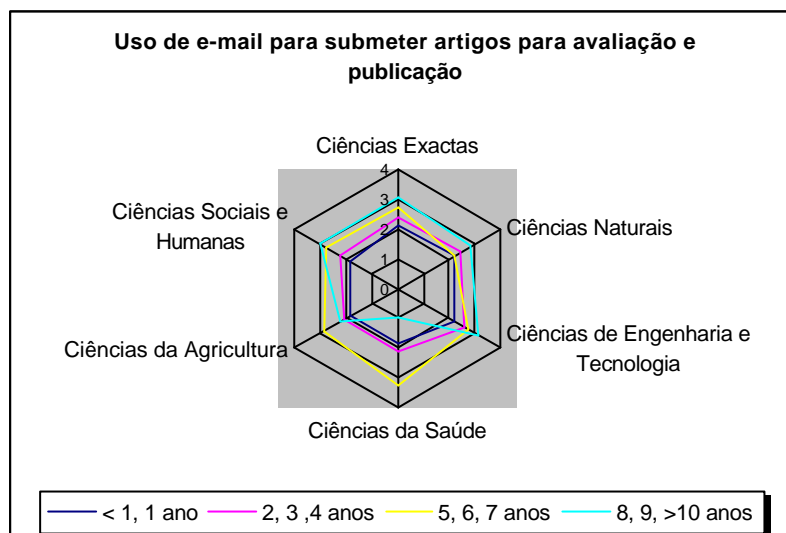 Uso de e-mail para submeter artigos para avaliação e
publicação
Ciências Exactas
4
3
2
1
0
Ciências Sociais e
Humanas
Ciências Naturais
Ciências da Agricultura
Ciências de Engenharia e
Tecnologia
Ciências da Saúde
< 1, 1 ano
2, 3 ,4 anos
5, 6, 7 anos
8, 9, >10 anos